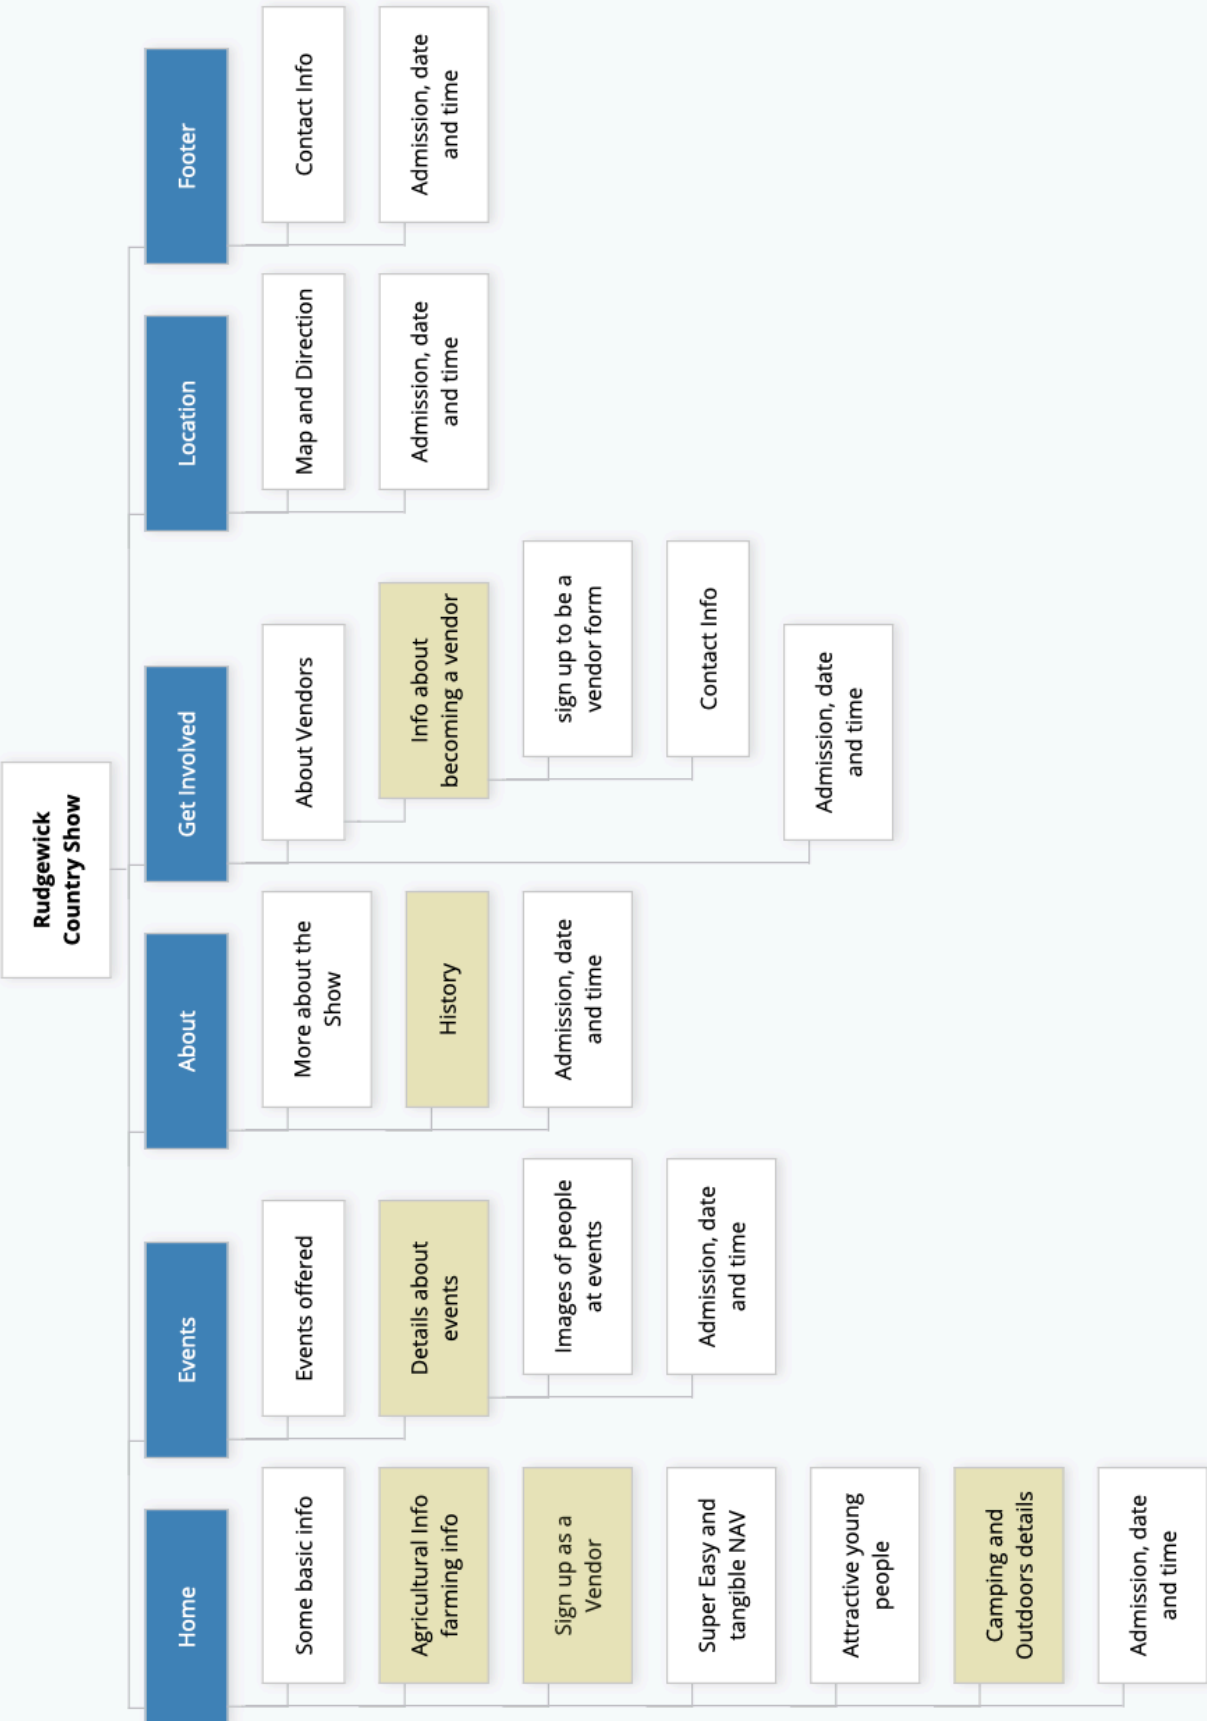 Rudgewick
Country Show
Home
Some basic info
Agricultural Info
farming info
Sign up as a
Vendor
Super Easy and
tangible NAV
Attractive young
people
Camping and
Outdoors details
Admission, date
and time
Events
Events offered
Details about
events
Images of people
at events
Admission, date
and time
About
More about the
Show
History
Admission, date
and time
Get Involved
About Vendors
Info about
becoming a vendor
sign up to be a
vendor form
Contact Info
Admission, date
and time
Location
Map and Direction
Admission, date
and time
Footer
Contact Info
Admission, date
and time